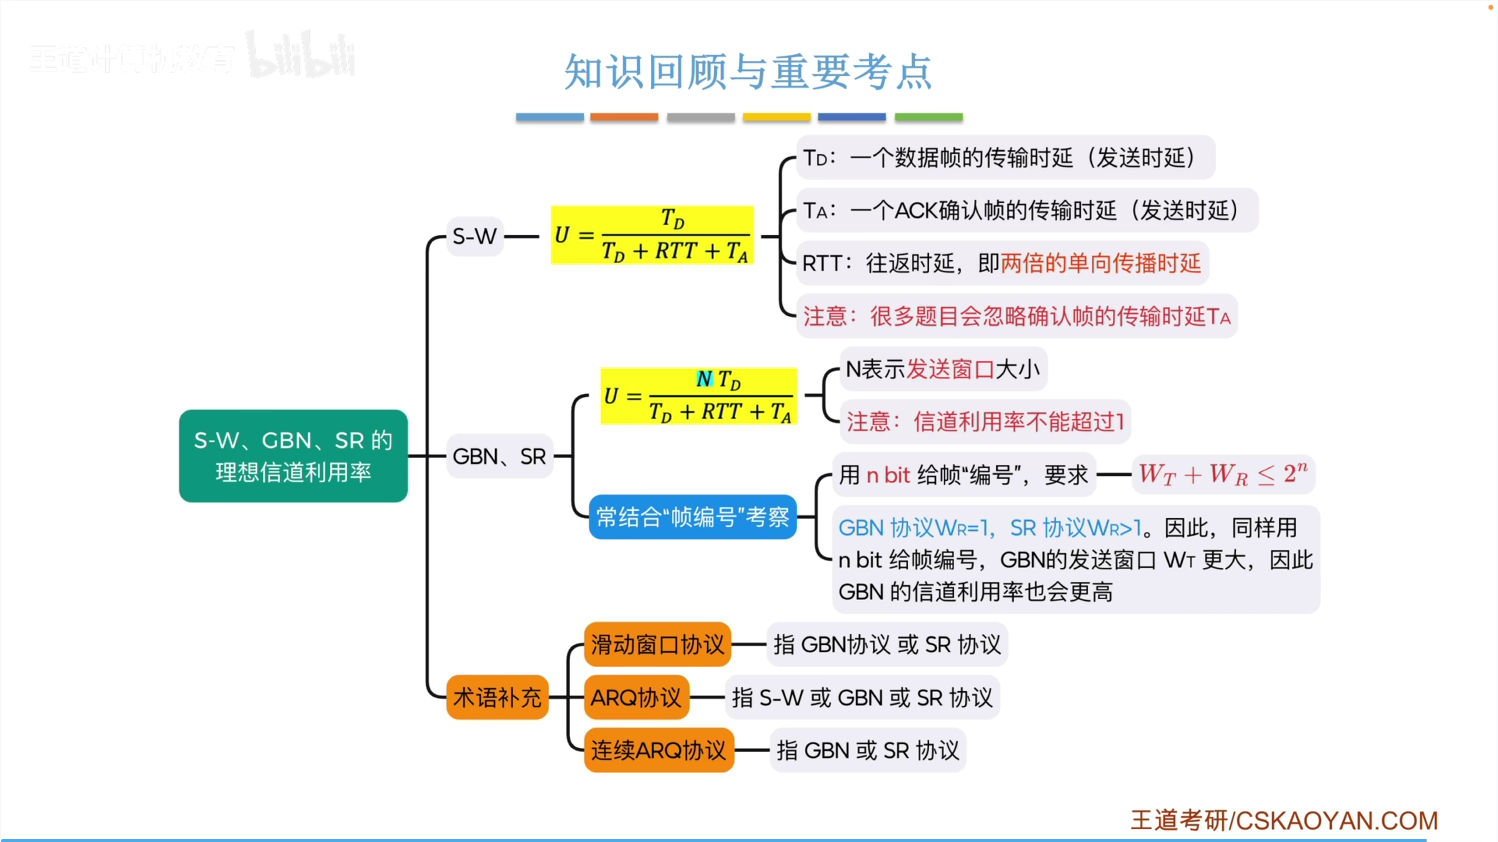 王道计算机教育 bilibili
知识回顾与重要考点
S-W、GBN、SR 的
理想信道利用率
S-W
U = T_D / (T_D + RTT + T_A)
TD：一个数据帧的传输时延（发送时延）
TA：一个ACK确认帧的传输时延（发送时延）
RTT：往返时延，即两倍的单向传播时延
注意：很多题目会忽略确认帧的传输时延TA
GBN、SR
U = N T_D / (T_D + RTT + T_A)
N表示发送窗口大小
注意：信道利用率不能超过1
常结合“帧编号”考察
用 n bit 给帧“编号”，要求
W_T + W_R ≤ 2^n
GBN 协议WR=1，SR 协议WR>1。因此，同样用
n bit 给帧编号，GBN的发送窗口 WT 更大，因此
GBN 的信道利用率也会更高
术语补充
滑动窗口协议
指 GBN协议 或 SR 协议
ARQ协议
指 S-W 或 GBN 或 SR 协议
连续ARQ协议
指 GBN 或 SR 协议
王道考研/CSKAOYAN.COM